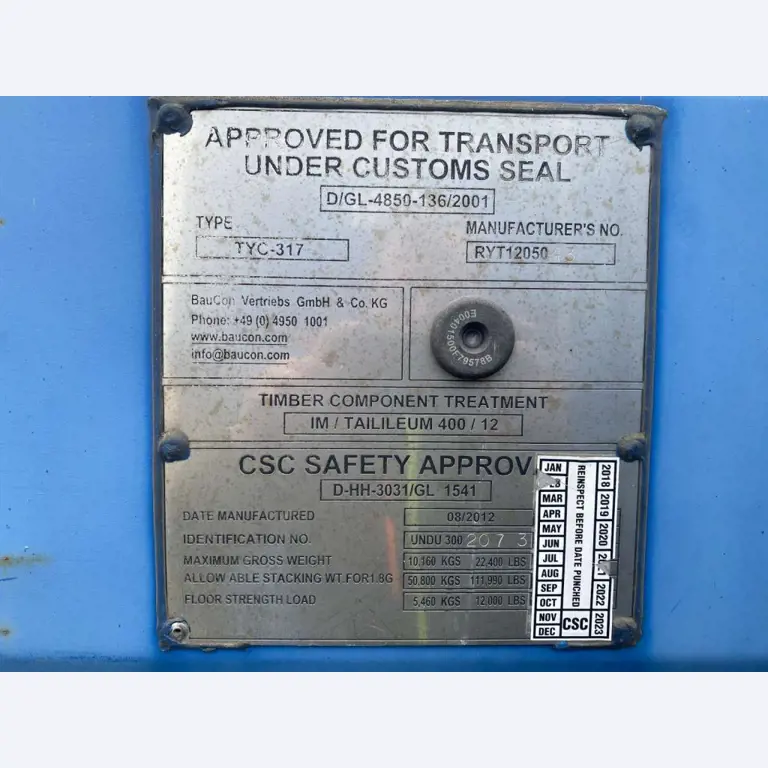 APPROVED FOR TRANSPORT
UNDER CUSTOMS SEAL
D/GL-4850-136/2001
TYPE
TYC-317
MANUFACTURER'S NO.
RYT12050
BauCon Vertriebs GmbH & Co. KG
Phone: +49 (0) 4950 1001
www.baucon.com
info@baucon.com
E00401500F79578B
TIMBER COMPONENT TREATMENT
IM / TAILILEUM 400 / 12
CSC SAFETY APPROV
D-HH-3031/GL 1541
DATE MANUFACTURED 08/2012
IDENTIFICATION NO. UNDU 300 207 3
MAXIMUM GROSS WEIGHT 10,160 KGS 22,400 LBS
ALLOW ABLE STACKING WT.FOR1.8G 50,800 KGS 111,990 LBS
FLOOR STRENGTH LOAD 5,460 KGS 12,000 LBS
JAN
MAR
APR
MAY
JUN
JUL
AUG
SEP
OCT
NOV
DEC
REINSPECT BEFORE DATE PUNCHED
CSC
2018 2019 2020 2022 2023